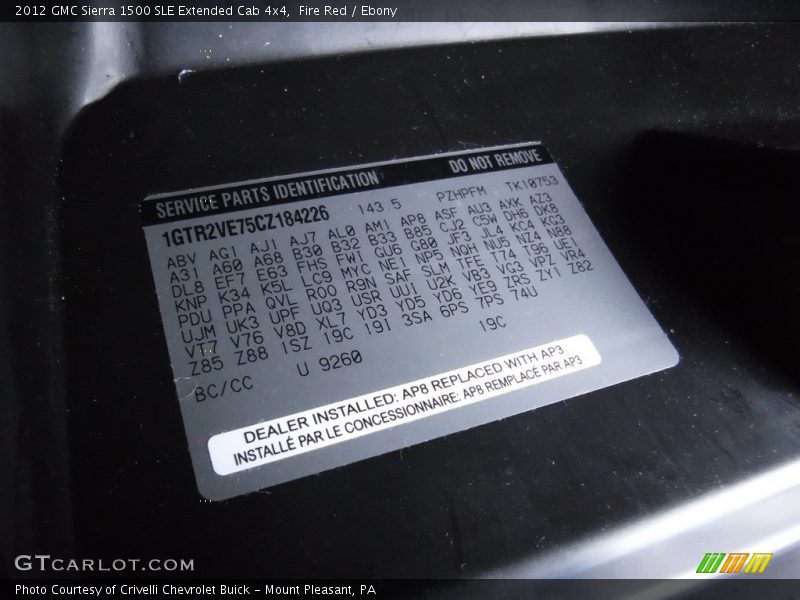 2012 GMC Sierra 1500 SLE Extended Cab 4x4, Fire Red / Ebony
SERVICE PARTS IDENTIFICATION DO NOT REMOVE
1GTR2VE75CZ184226 143.5 PZHPFM TK10753
ABV AG1 AJ1 AJ7 AL0 AM1 AP8 ASF AU3 AXK AZ3
A31 A60 A68 B30 B32 B33 B85 CJ2 C5W DH6 DK8
DL8 EF7 E63 FHS FW1 GU6 G80 JF3 JL4 KC4 KG3
KNP K34 K5L LC9 MYC NE1 NP5 NQH NU5 NZ4 N88
PDU PPA QVL R00 R9N SAF SLM TFE T74 T96 UE1
UJM UK3 UPF UQ3 USR UU1 U2K VB3 VG3 VPZ VR4
VT7 V76 V8D XL7 YD3 YD5 YD6 YE9 ZRS ZY1 Z82
Z85 Z88 1SZ 19C 19I 3SA 6PS 7PS 74U
19C
BC/CC U 9260
DEALER INSTALLED: AP8 REPLACED WITH AP3
INSTALLÉ PAR LE CONCESSIONNAIRE: AP8 REMPLACÉ PAR AP3
GTCARLOT.COM
Photo Courtesy of Crivelli Chevrolet Buick - Mount Pleasant, PA